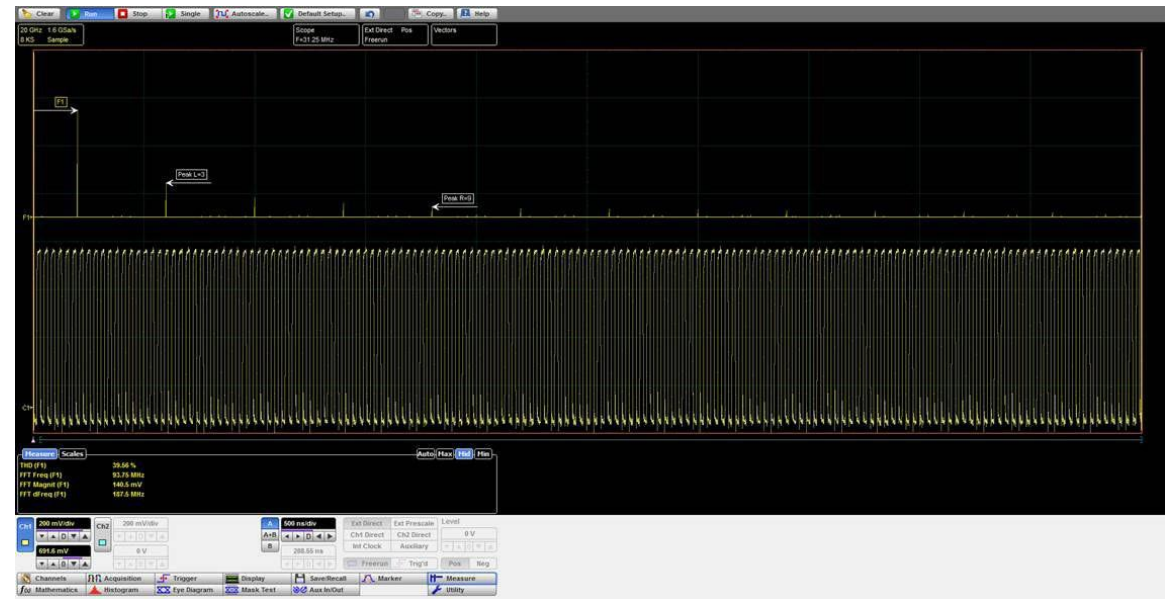 Clear Run Stop Single Autoscale... Default Setup.. Copy.. Help
20 GHz 1.6 GSa/s Scope Ext Direct Pos Vectors
8 KS Sample F=31.25 MHz Freerun
F1
Peak L=3
Peak R=9
F1
C1
Measure Scales Auto Max Mid Min
THD (F1) 39.56 %
FFT Freq (F1) 93.75 MHz
FFT Magnit (F1) 140.5 mV
FFT dFreq (F1) 187.5 MHz
Ch1 200 mV/div Ch2 200 mV/div A 500 ns/div Ext Direct Ext Prescale Level
D D A+B D Ch1 Direct Ch2 Direct 0 V
691.6 mV 0 V B Int Clock Auxiliary
D D Freerun Trig'd Pos Neg
Channels Acquisition Trigger Display Save/Recall Marker Measure
f(x) Mathematics Histogram Eye Diagram Mask Test Aux In/Out Utility